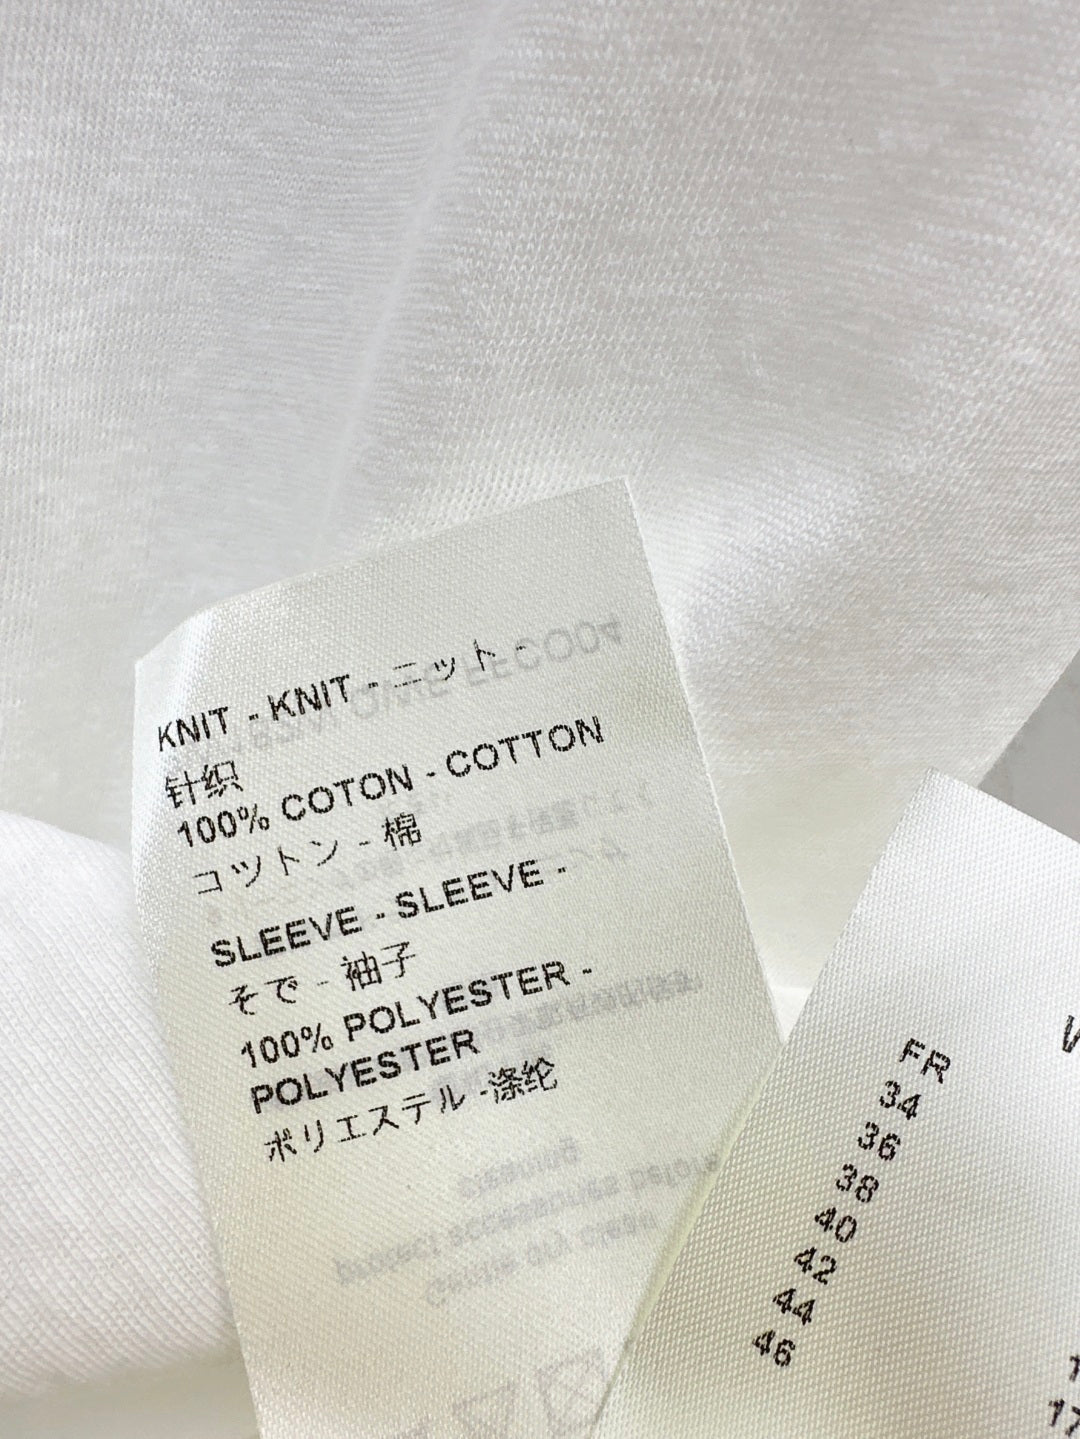 KNIT - KNIT - ニット -
针织
100% COTON - COTTON
コットン - 棉
SLEEVE - SLEEVE -
そで - 袖子
100% POLYESTER -
POLYESTER
ポリエステル -涤纶
FR
34
36
38
40
42
44
46
17